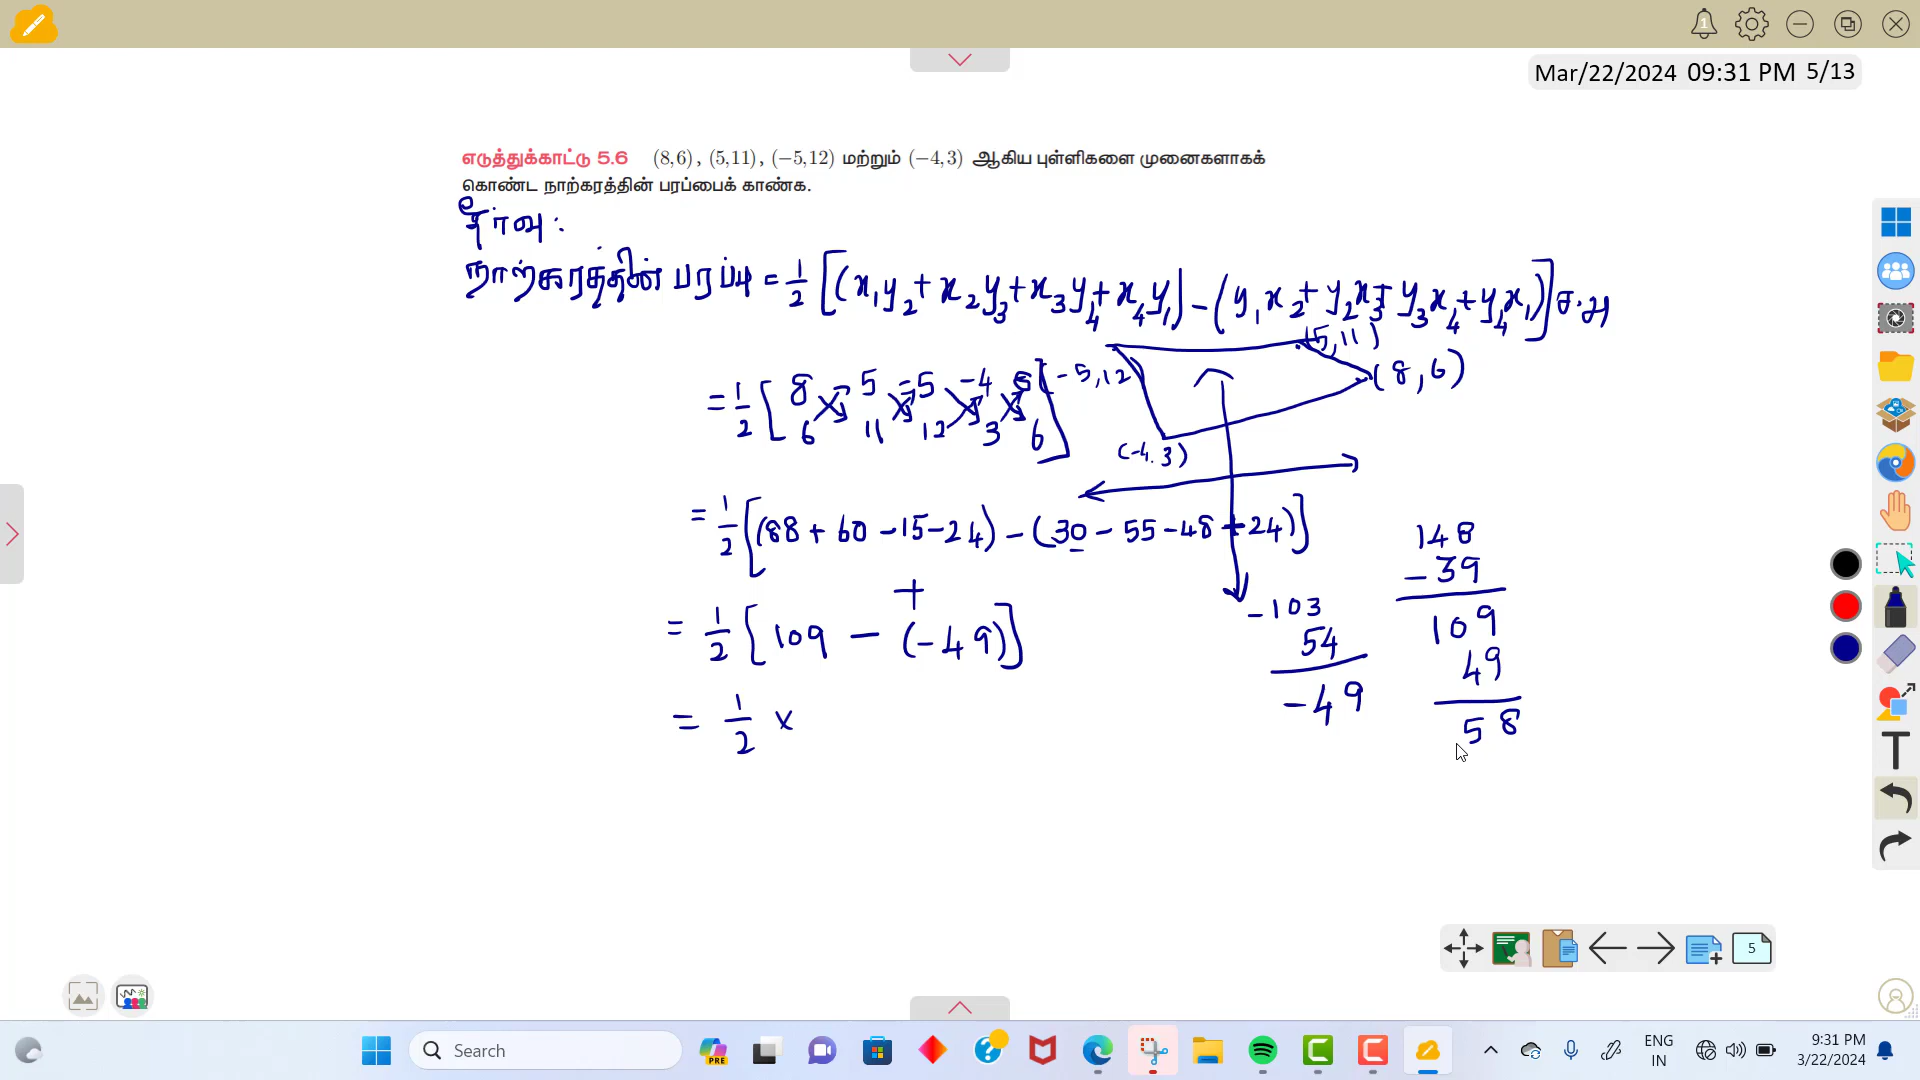 Mar/22/2024 09:31 PM 5/13
எடுத்துக்காட்டு 5.6 (8,6), (5,11), (−5,12) மற்றும் (−4,3) ஆகிய புள்ளிகளை முனைகளாகக்
கொண்ட நாற்கரத்தின் பரப்பைக் காண்க.
தீர்வு :
நாற்கரத்தின் பரப்பு = 1/2 [(x₁y₂ + x₂y₃ + x₃y₄ + x₄y₁) − (y₁x₂ + y₂x₃ + y₃x₄ + y₄x₁)] ச.அ
(5,11)
(8,6)
(-5,12)
(-4.3)
= 1/2 [8 5 -5 -4 8
6 11 12 3 6]
= 1/2 [(88 + 60 - 15 - 24) - (30 - 55 - 48 + 24)]
= 1/2 [109 - (-49)]
+
= 1/2 x
-103
54
-49
148
-39
109
49
58
5
Search
PRE
ENG
IN
9:31 PM
3/22/2024